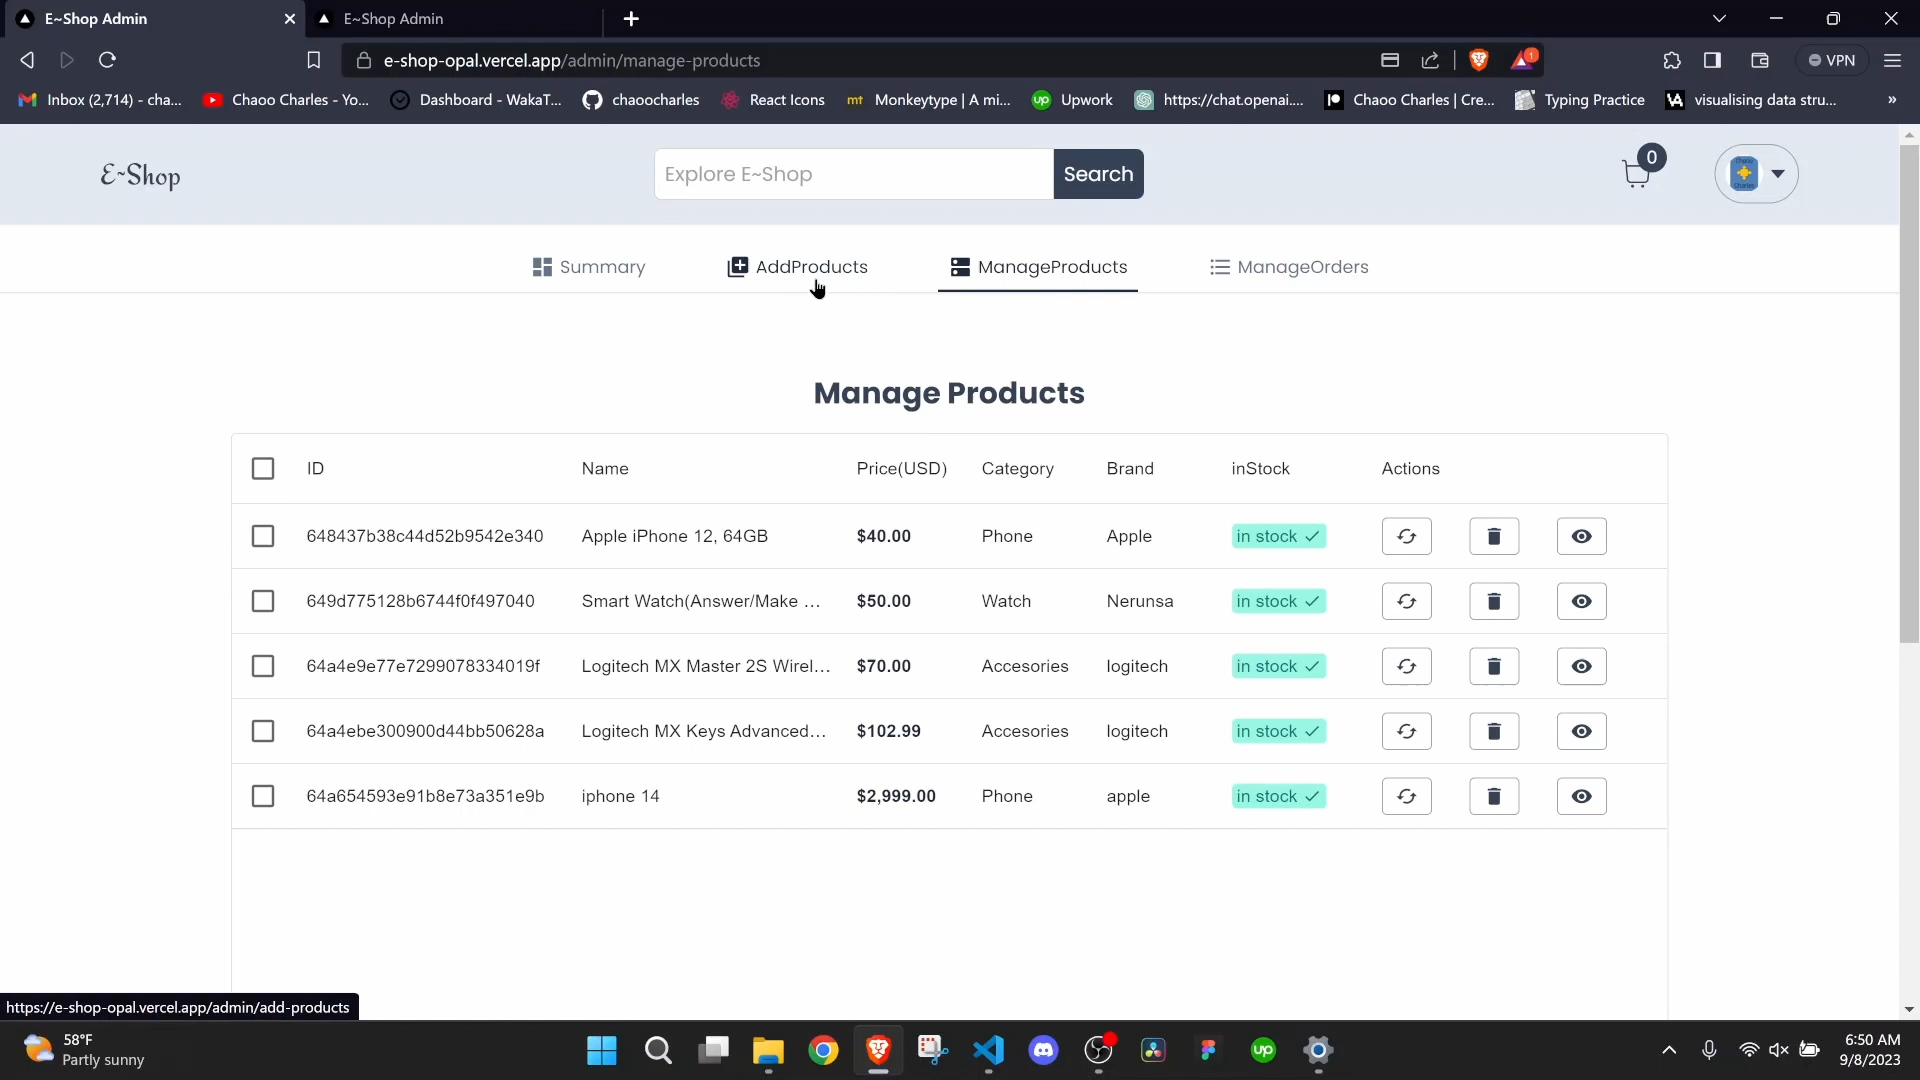 E~Shop Admin
E~Shop Admin
e-shop-opal.vercel.app/admin/manage-products
1
VPN
Inbox (2,714) - cha...
Chaoo Charles - Yo...
Dashboard - WakaT...
chaoocharles
React Icons
mt Monkeytype | A mi...
up Upwork
https://chat.openai....
Chaoo Charles | Cre...
Typing Practice
visualising data stru...
»
E~Shop
Explore E~Shop
Search
0
Summary
AddProducts
ManageProducts
ManageOrders
Manage Products
ID Name Price(USD) Category Brand inStock Actions
648437b38c44d52b9542e340 Apple iPhone 12, 64GB $40.00 Phone Apple in stock
649d775128b6744f0f497040 Smart Watch(Answer/Make ... $50.00 Watch Nerunsa in stock
64a4e9e77e7299078334019f Logitech MX Master 2S Wirel... $70.00 Accesories logitech in stock
64a4ebe300900d44bb50628a Logitech MX Keys Advanced... $102.99 Accesories logitech in stock
64a654593e91b8e73a351e9b iphone 14 $2,999.00 Phone apple in stock
https://e-shop-opal.vercel.app/admin/add-products
58°F
Partly sunny
up
6:50 AM
9/8/2023